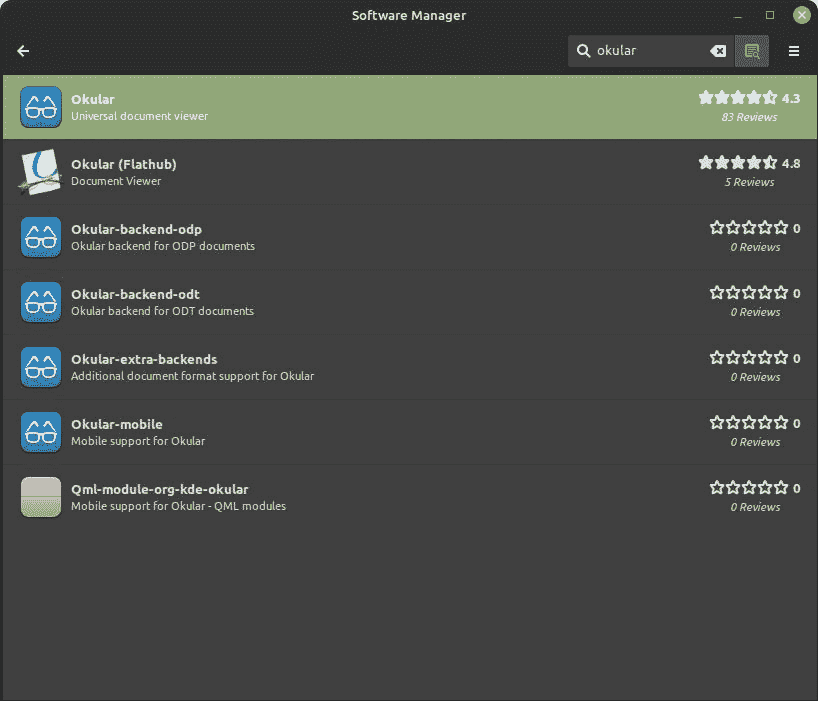 Software Manager
okular
Okular
4.3
Universal document viewer
83 Reviews
Okular (Flathub)
4.8
Document Viewer
5 Reviews
Okular-backend-odp
0
Okular backend for ODP documents
0 Reviews
Okular-backend-odt
0
Okular backend for ODT documents
0 Reviews
Okular-extra-backends
0
Additional document format support for Okular
0 Reviews
Okular-mobile
0
Mobile support for Okular
0 Reviews
Qml-module-org-kde-okular
0
Mobile support for Okular - QML modules
0 Reviews